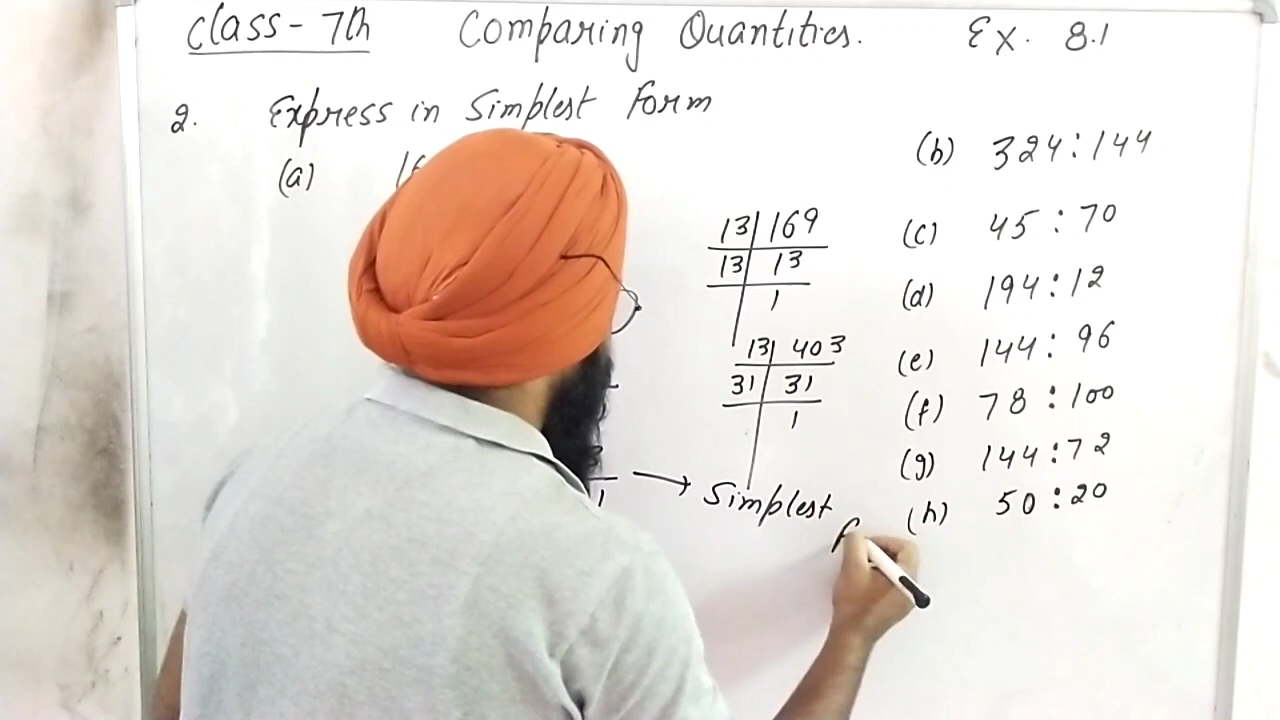 Class - 7th Comparing Quantities. Ex. 8.1
2. Express in Simplest form
(a)
13 | 169
13 | 13
1
13 | 403
31 | 31
1
1 → Simplest
(b) 324 : 144
(c) 45 : 70
(d) 194 : 12
(e) 144 : 96
(f) 78 : 100
(g) 144 : 72
(h) 50 : 20